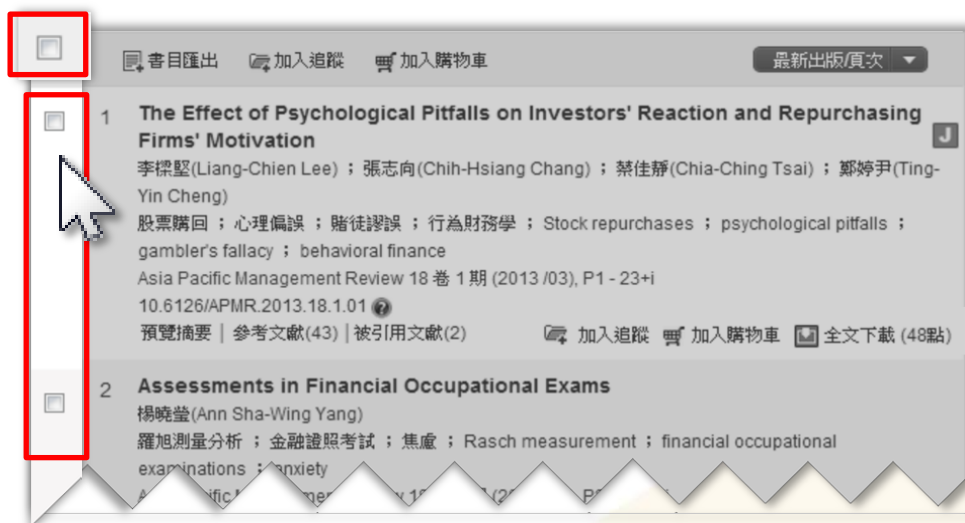 書目匯出 加入追蹤 加入購物車 最新出版/頁次
1 The Effect of Psychological Pitfalls on Investors' Reaction and Repurchasing
Firms' Motivation J
李樑堅(Liang-Chien Lee) ; 張志向(Chih-Hsiang Chang) ; 蔡佳靜(Chia-Ching Tsai) ; 鄭婷尹(Ting-
Yin Cheng)
股票購回 ; 心理偏誤 ; 賭徒謬誤 ; 行為財務學 ; Stock repurchases ; psychological pitfalls ;
gambler's fallacy ; behavioral finance
Asia Pacific Management Review 18 卷 1 期 (2013 /03), P1 - 23+i
10.6126/APMR.2013.18.1.01
預覽摘要 | 參考文獻(43) | 被引用文獻(2) 加入追蹤 加入購物車 全文下載 (48點)
2 Assessments in Financial Occupational Exams
楊曉瑩(Ann Sha-Wing Yang)
羅旭測量分析 ; 金融證照考試 ; 焦慮 ; Rasch measurement ; financial occupational
examinations ; anxiety